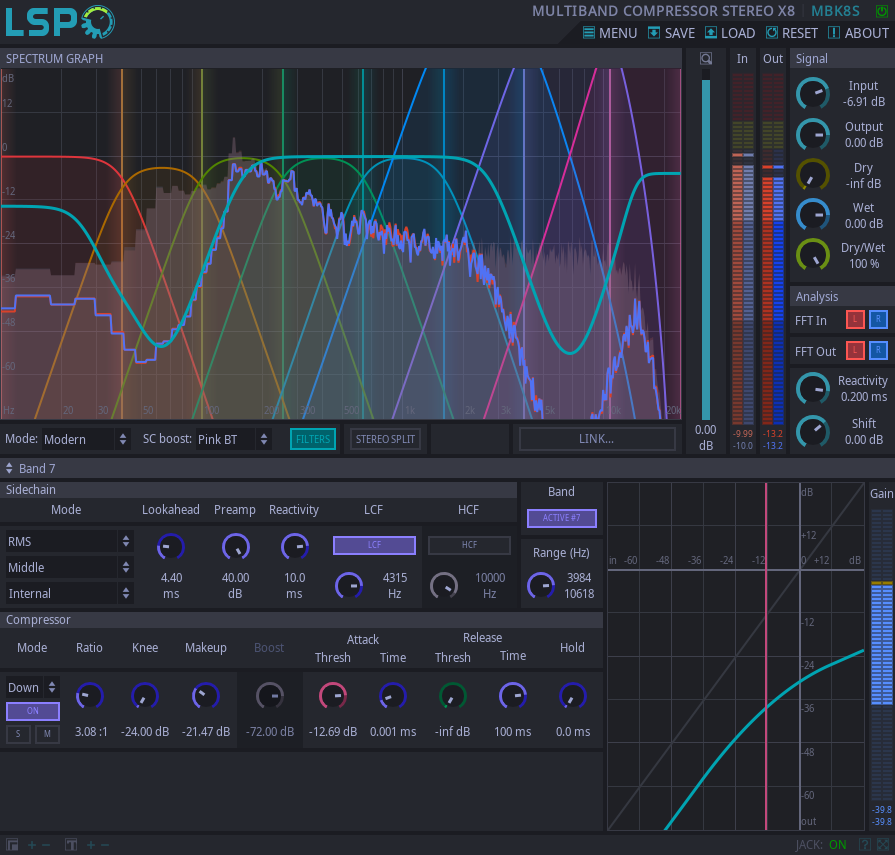 LSP
MULTIBAND COMPRESSOR STEREO X8 MBK8S
MENU SAVE LOAD RESET ABOUT
SPECTRUM GRAPH
In Out
Signal
dB
12
0
-12
-24
-36
-48
-60
Hz 20 30 50 100 200 300 500 1k 2k 3k 5k 10k 20k
0.00
dB
-9.99 -13.2
-10.0 -13.2
Input
-6.91 dB
Output
0.00 dB
Dry
-inf dB
Wet
0.00 dB
Dry/Wet
100 %
Analysis
FFT In L R
FFT Out L R
Reactivity
0.200 ms
Shift
0.00 dB
Mode: Modern SC boost: Pink BT FILTERS STEREO SPLIT LINK...
Band 7
Sidechain
Mode Lookahead Preamp Reactivity LCF HCF
RMS
Middle
Internal
4.40
ms
40.00
dB
10.0
ms
LCF
4315
Hz
HCF
10000
Hz
Band
ACTIVE #7
Range (Hz)
3984
10618
Compressor
Mode Ratio Knee Makeup Boost Attack Release Hold
Thresh Time Thresh Time
Down
ON
S M
3.08 :1 -24.00 dB -21.47 dB -72.00 dB -12.69 dB 0.001 ms -inf dB 100 ms 0.0 ms
dB
+12
in -60 -48 -36 -24 -12 0 +12 dB
-12
-24
-36
-48
-60
out
Gain
-39.8
-39.8
JACK: ON ?